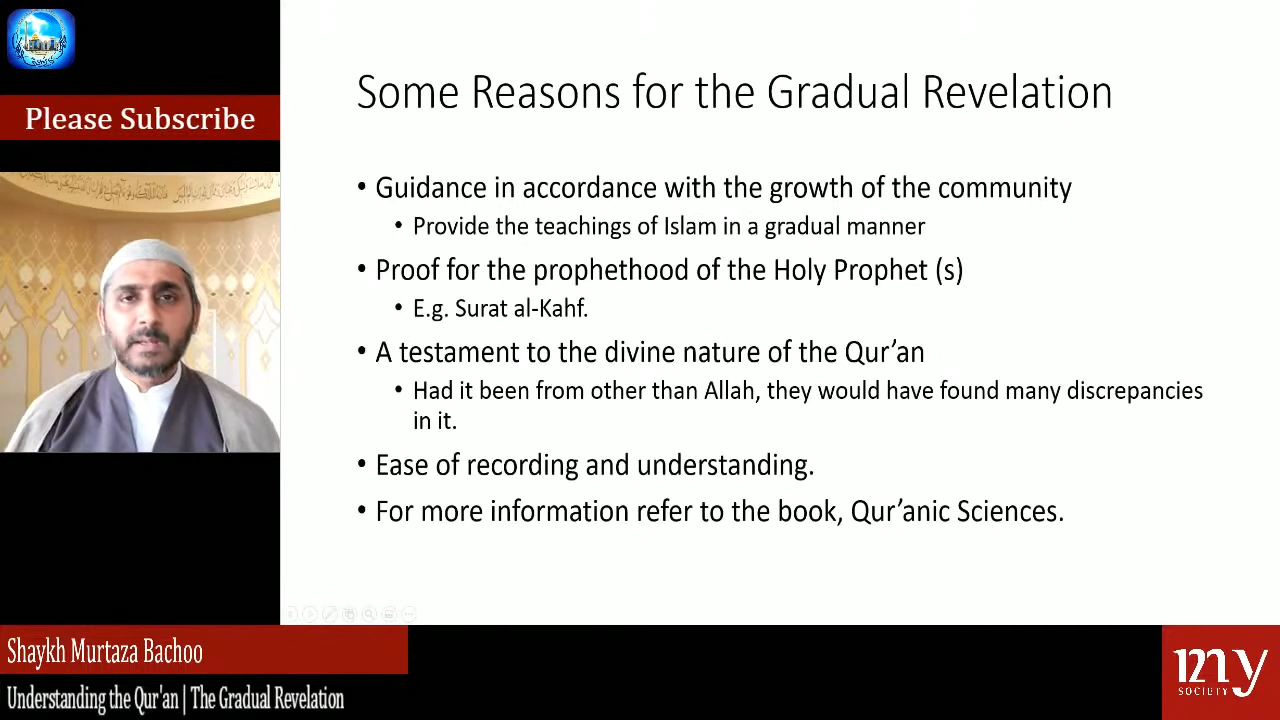 Please Subscribe
Some Reasons for the Gradual Revelation
• Guidance in accordance with the growth of the community
• Provide the teachings of Islam in a gradual manner
• Proof for the prophethood of the Holy Prophet (s)
• E.g. Surat al-Kahf.
• A testament to the divine nature of the Qur’an
• Had it been from other than Allah, they would have found many discrepancies
in it.
• Ease of recording and understanding.
• For more information refer to the book, Qur’anic Sciences.
Shaykh Murtaza Bachoo
Understanding the Qur'an | The Gradual Revelation
my
SOCIETY